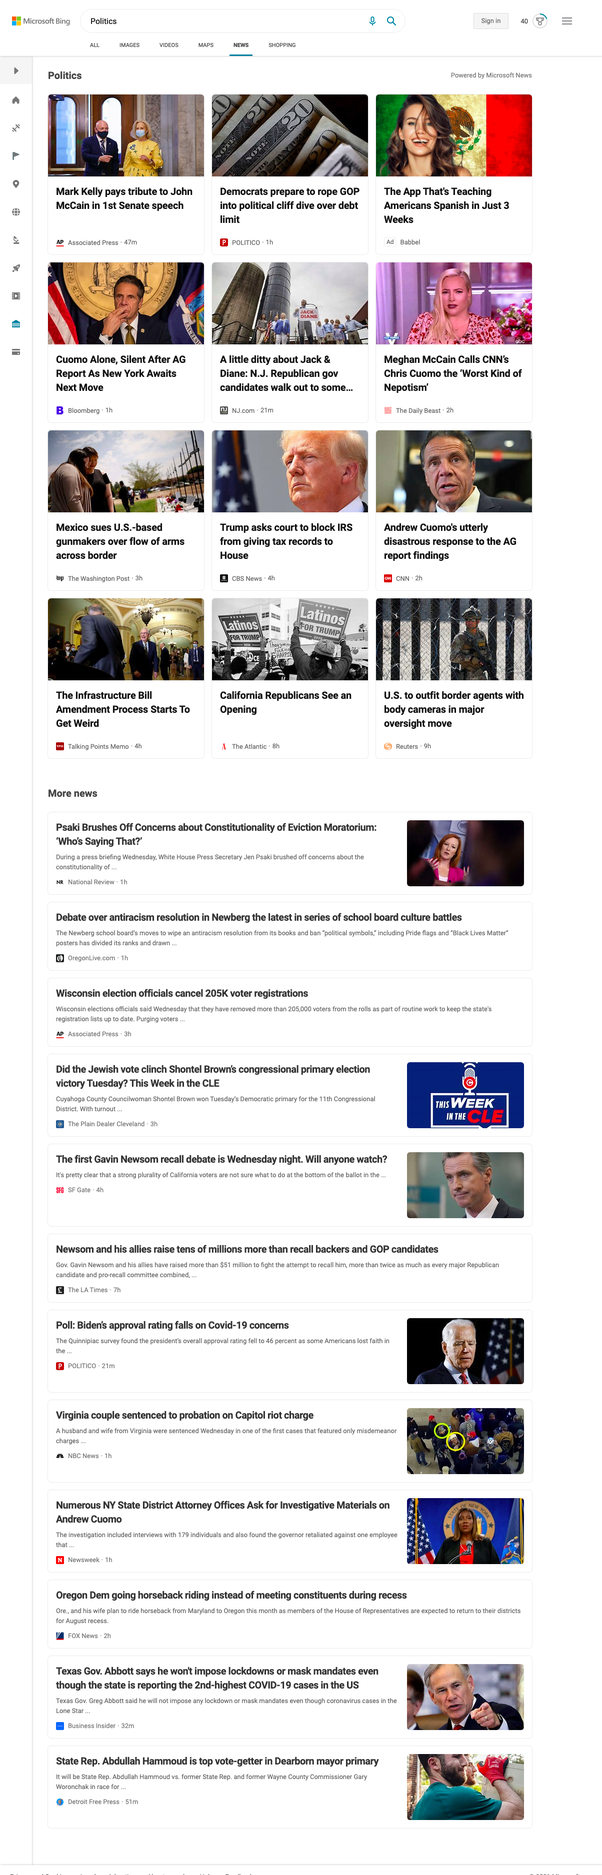 Microsoft Bing
Politics
Sign in
40
ALL IMAGES VIDEOS MAPS NEWS SHOPPING
Politics
Powered by Microsoft News
Mark Kelly pays tribute to John
McCain in 1st Senate speech
AP Associated Press · 47m
Democrats prepare to rope GOP
into political cliff dive over debt
limit
P POLITICO · 1h
The App That's Teaching
Americans Spanish in Just 3
Weeks
Ad Babbel
Cuomo Alone, Silent After AG
Report As New York Awaits
Next Move
B Bloomberg · 1h
JACK
DIANE
A little ditty about Jack &
Diane: N.J. Republican gov
candidates walk out to some...
NJ.com · 21m
Meghan McCain Calls CNN's
Chris Cuomo the 'Worst Kind of
Nepotism'
The Daily Beast · 2h
Mexico sues U.S.-based
gunmakers over flow of arms
across border
wp The Washington Post · 3h
Trump asks court to block IRS
from giving tax records to
House
CBS News · 4h
Andrew Cuomo's utterly
disastrous response to the AG
report findings
CNN CNN · 2h
The Infrastructure Bill
Amendment Process Starts To
Get Weird
Talking Points Memo · 4h
Latinos
FOR TRUMP
Latinos
FOR TRUMP
California Republicans See an
Opening
A The Atlantic · 8h
U.S. to outfit border agents with
body cameras in major
oversight move
Reuters · 9h
More news
Psaki Brushes Off Concerns about Constitutionality of Eviction Moratorium:
'Who's Saying That?'
During a press briefing Wednesday, White House Press Secretary Jen Psaki brushed off concerns about the
constitutionality of ...
NR National Review · 1h
Debate over antiracism resolution in Newberg the latest in series of school board culture battles
The Newberg school board's moves to wipe an antiracism resolution from its books and ban "political symbols," including Pride flags and "Black Lives Matter"
posters has divided its ranks and drawn ...
OregonLive.com · 1h
Wisconsin election officials cancel 205K voter registrations
Wisconsin elections officials said Wednesday that they have removed more than 205,000 voters from the rolls as part of routine work to keep the state's
registration lists up to date. Purging voters ...
AP Associated Press · 3h
Did the Jewish vote clinch Shontel Brown's congressional primary election
victory Tuesday? This Week in the CLE
Cuyahoga County Councilwoman Shontel Brown won Tuesday's Democratic primary for the 11th Congressional
District. With turnout ...
The Plain Dealer Cleveland · 3h
THIS WEEK
IN THE CLE
The first Gavin Newsom recall debate is Wednesday night. Will anyone watch?
It's pretty clear that a strong plurality of California voters are not sure what to do at the bottom of the ballot in the ...
SF Gate · 4h
Newsom and his allies raise tens of millions more than recall backers and GOP candidates
Gov. Gavin Newsom and his allies have raised more than $51 million to fight the attempt to recall him, more than twice as much as every major Republican
candidate and pro-recall committee combined, ...
The LA Times · 7h
Poll: Biden's approval rating falls on Covid-19 concerns
The Quinnipiac survey found the president's overall approval rating fell to 46 percent as some Americans lost faith in
the ...
P POLITICO · 21m
Virginia couple sentenced to probation on Capitol riot charge
A husband and wife from Virginia were sentenced Wednesday in one of the first cases that featured only misdemeanor
charges ...
NBC News · 1h
Numerous NY State District Attorney Offices Ask for Investigative Materials on
Andrew Cuomo
The investigation included interviews with 179 individuals and also found the governor retaliated against one employee
that ...
N Newsweek · 1h
Oregon Dem going horseback riding instead of meeting constituents during recess
Ore., and his wife plan to ride horseback from Maryland to Oregon this month as members of the House of Representatives are expected to return to their districts
for August recess.
FOX News · 2h
Texas Gov. Abbott says he won't impose lockdowns or mask mandates even
though the state is reporting the 2nd-highest COVID-19 cases in the US
Texas Gov. Greg Abbott said he will not impose any lockdown or mask mandates even though coronavirus cases in the
Lone Star ...
Business Insider · 32m
State Rep. Abdullah Hammoud is top vote-getter in Dearborn mayor primary
It will be State Rep. Abdullah Hammoud vs. former State Rep. and former Wayne County Commissioner Gary
Woronchak in race for ...
Detroit Free Press · 51m